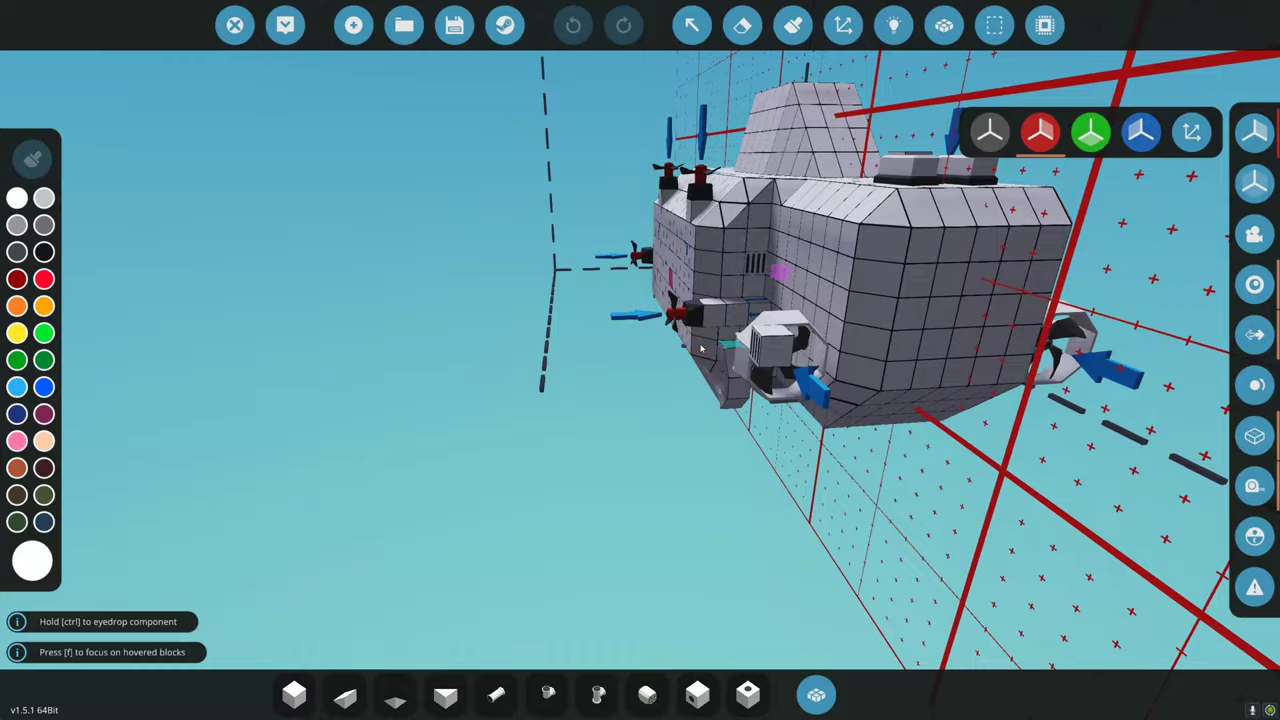 Hold [ctrl] to eyedrop component
Press [f] to focus on hovered blocks
v1.5.1 64Bit